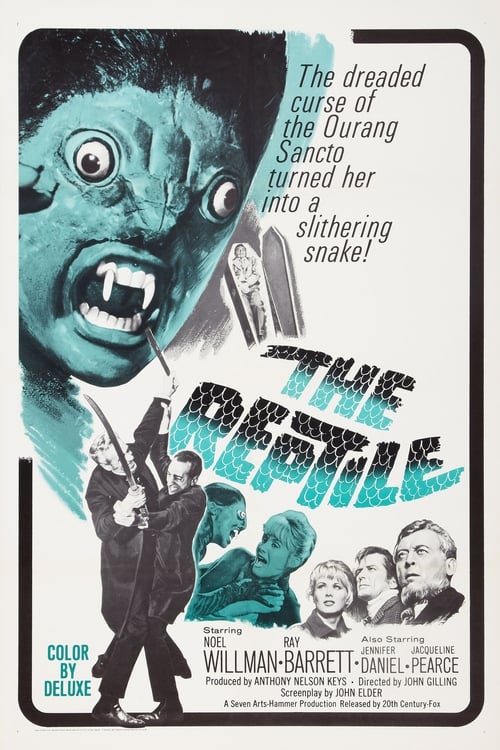 The dreaded
curse of
the Ourang
Sancto
turned her
into a
slithering
snake!
THE
REPTILE
Starring
NOEL WILLMAN · RAY BARRETT
Also Starring
JENNIFER DANIEL · JACQUELINE PEARCE
Produced by ANTHONY NELSON KEYS Directed by JOHN GILLING
Screenplay by JOHN ELDER
A Seven Arts-Hammer Production Released by 20th Century-Fox
COLOR
BY
DELUXE